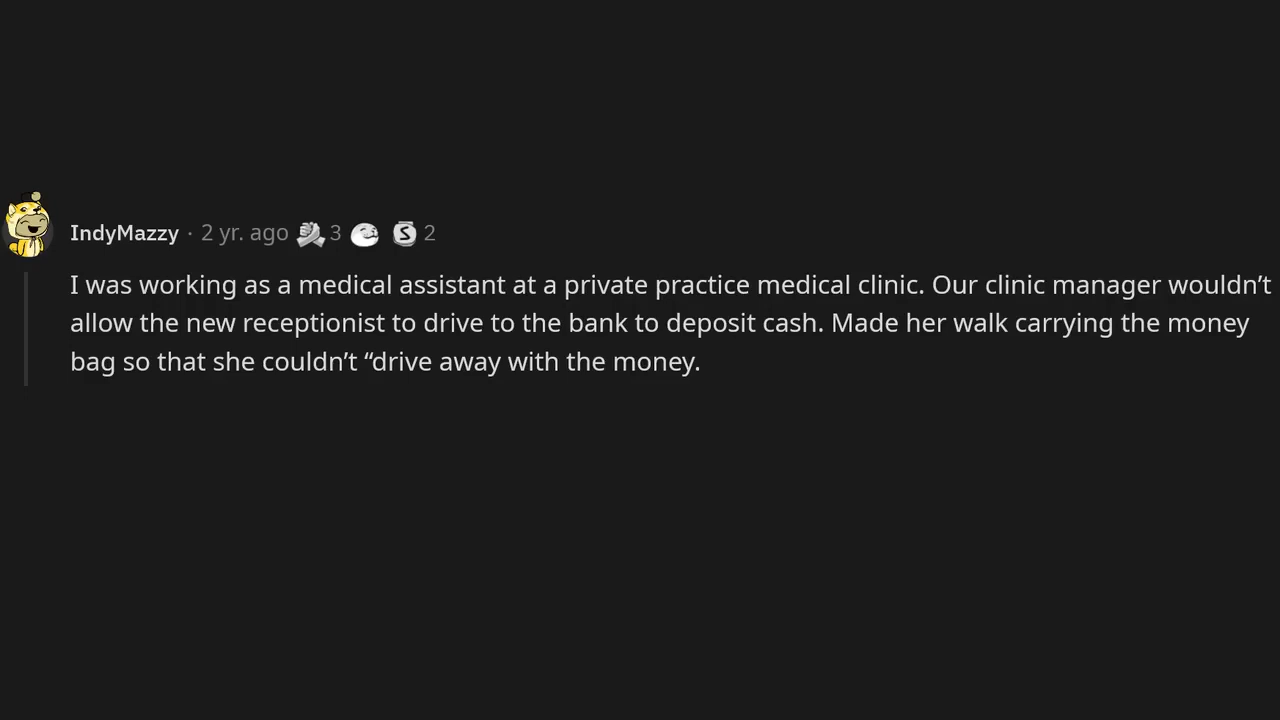 IndyMazzy · 2 yr. ago 3 S 2
I was working as a medical assistant at a private practice medical clinic. Our clinic manager wouldn’t
allow the new receptionist to drive to the bank to deposit cash. Made her walk carrying the money
bag so that she couldn’t “drive away with the money.